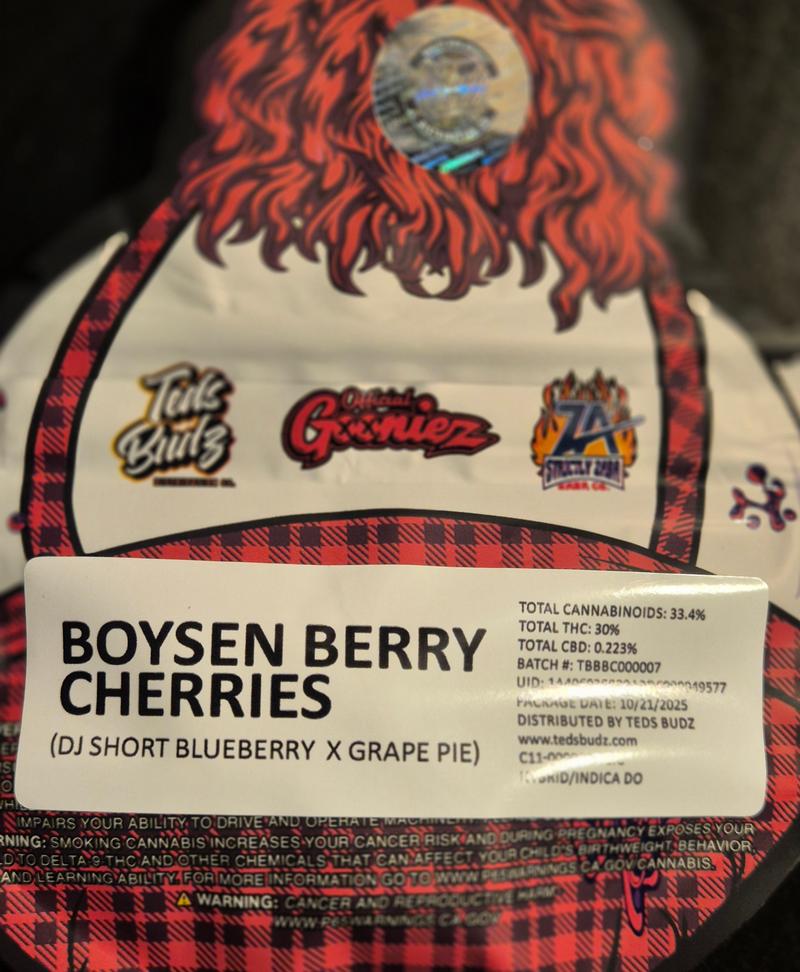 Teds
Budz
Official
Gooniez
ZA
STRICTLY ZAZA
BOYSEN BERRY
CHERRIES
(DJ SHORT BLUEBERRY X GRAPE PIE)
TOTAL CANNABINOIDS: 33.4%
TOTAL THC: 30%
TOTAL CBD: 0.223%
BATCH #: TBBBC000007
UID:
PACKAGE DATE: 10/21/2025
DISTRIBUTED BY TEDS BUDZ
www.tedsbudz.com
HYBRID/INDICA DO
IMPAIRS YOUR ABILITY TO DRIVE AND OPERATE
SMOKING CANNABIS INCREASES YOUR CANCER RISK AND DURING PREGNANCY EXPOSES YOUR
TO DELTA-9-THC AND OTHER CHEMICALS THAT CAN AFFECT YOUR CHILD'S BIRTHWEIGHT, BEHAVIOR,
AND LEARNING ABILITY. FOR MORE INFORMATION GO TO WWW.P65WARNINGS.CA.GOV/CANNABIS.
WARNING: CANCER AND REPRODUCTIVE HARM
WWW.P65WARNINGS.CA.GOV